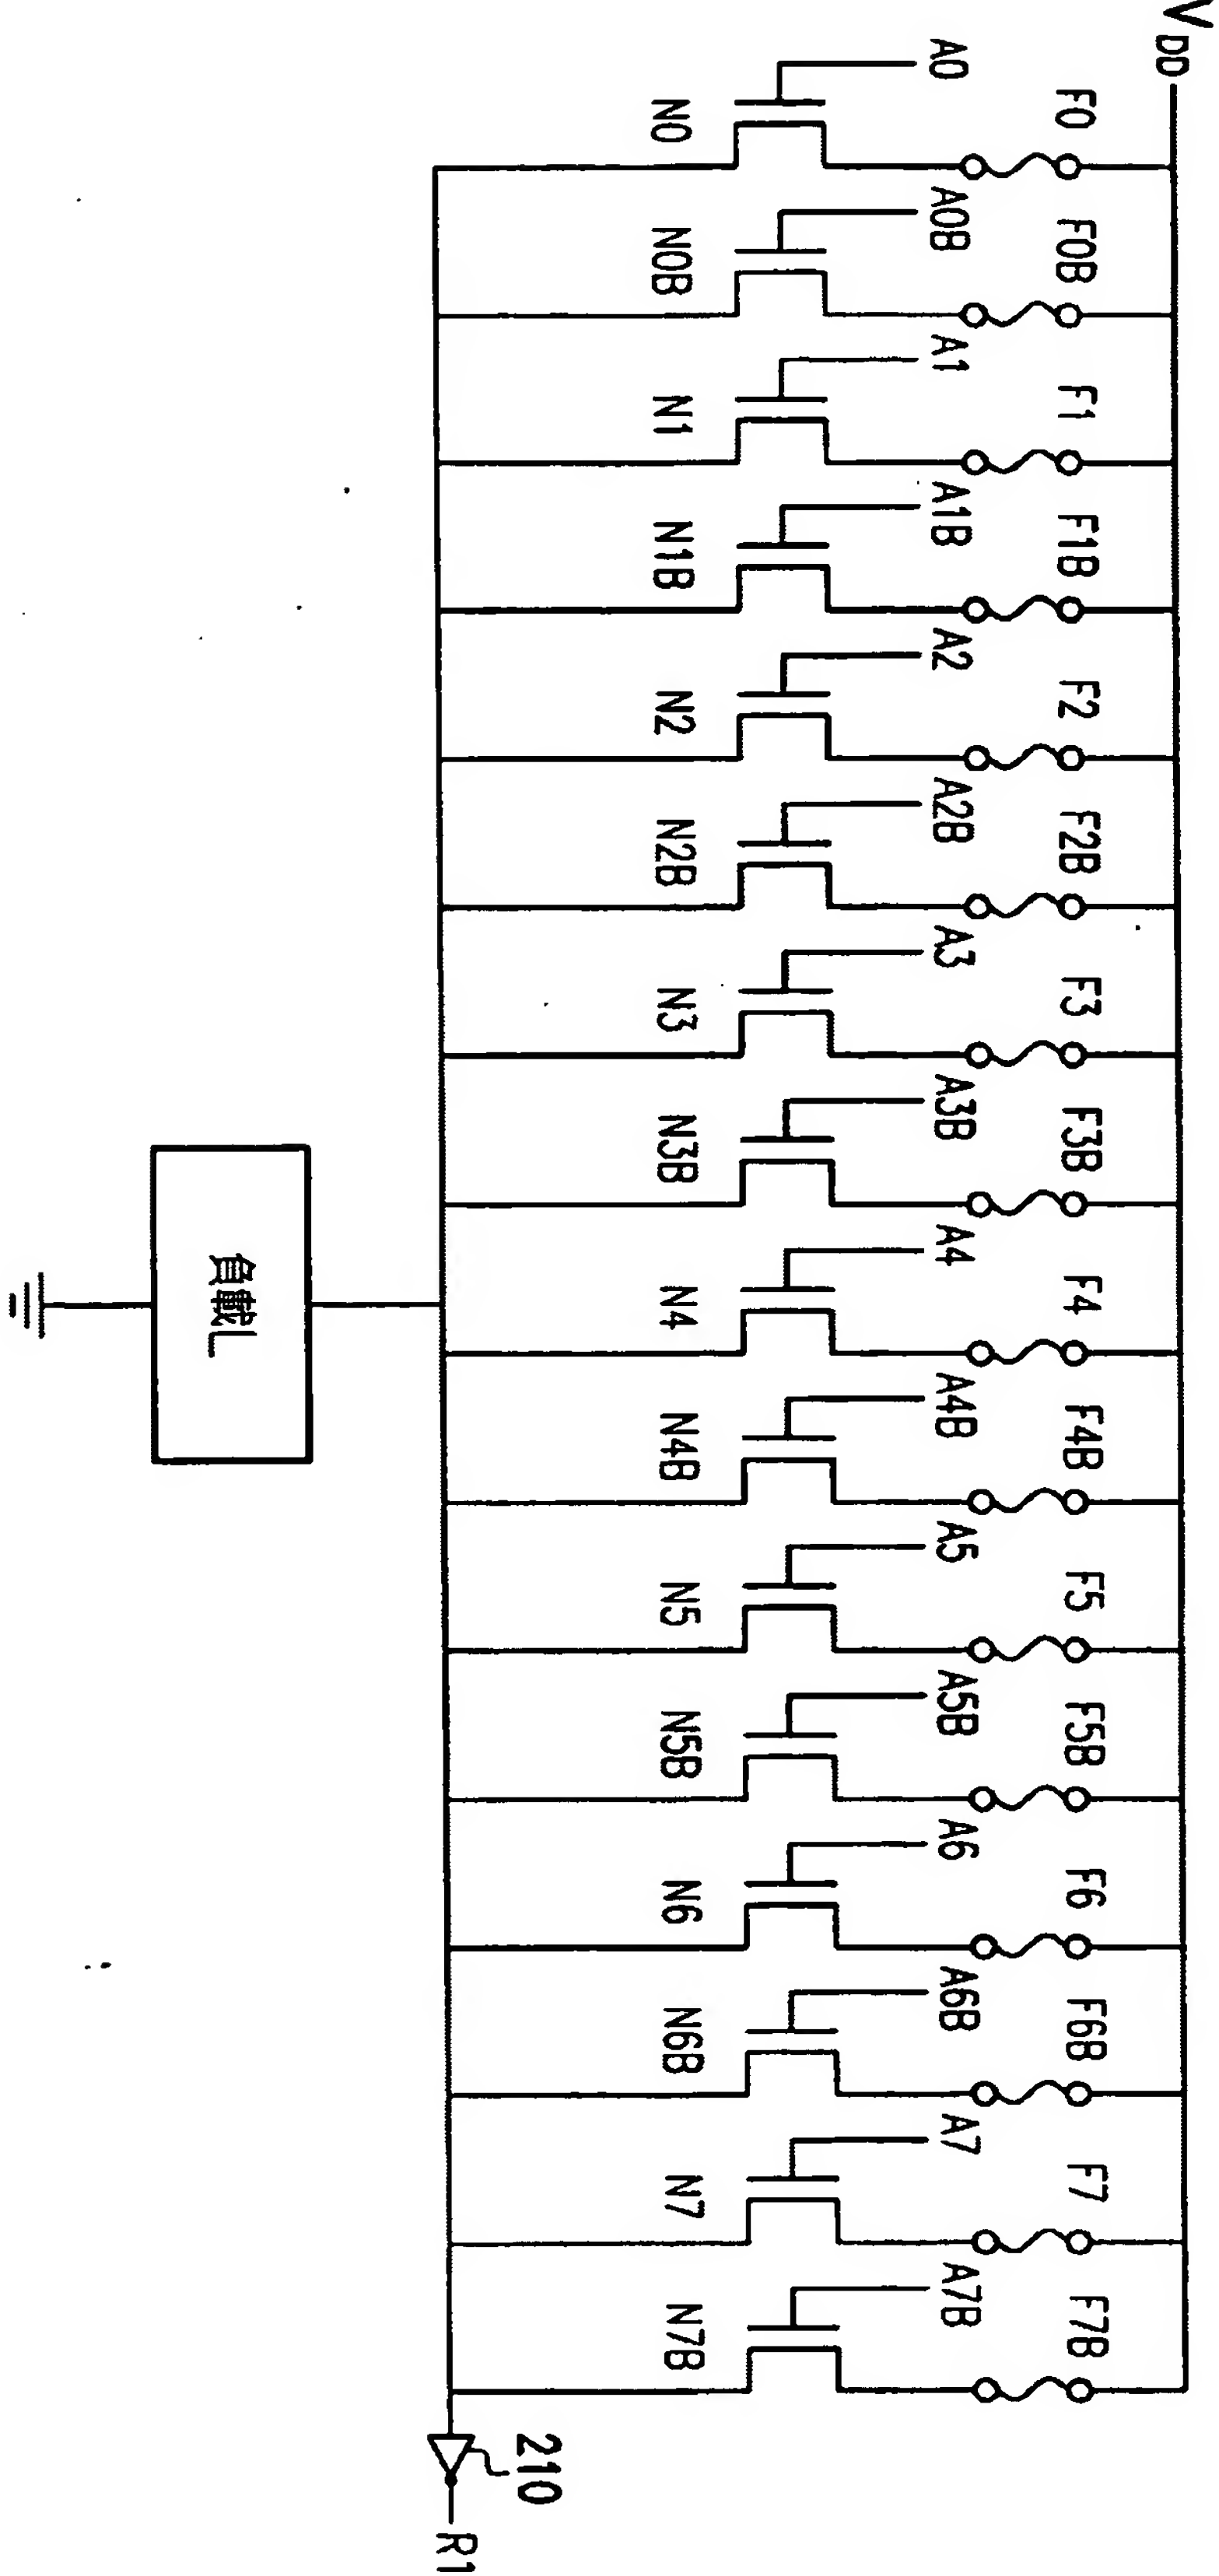 VDD
F0 F0B F1 F1B F2 F2B F3 F3B F4 F4B F5 F5B F6 F6B F7 F7B
A0 A0B A1 A1B A2 A2B A3 A3B A4 A4B A5 A5B A6 A6B A7 A7B
N0 N0B N1 N1B N2 N2B N3 N3B N4 N4B N5 N5B N6 N6B N7 N7B
210
R1
負載L